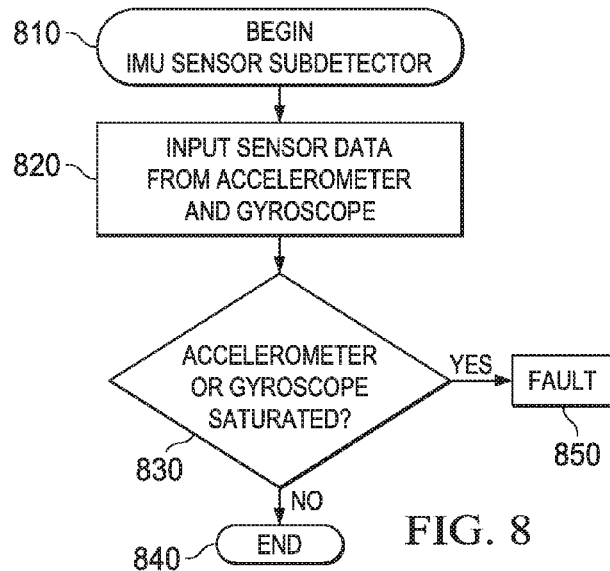 810
BEGIN
IMU SENSOR SUBDETECTOR
820
INPUT SENSOR DATA
FROM ACCELEROMETER
AND GYROSCOPE
ACCELEROMETER
OR GYROSCOPE
SATURATED?
830
YES
FAULT
850
NO
840
END
FIG. 8